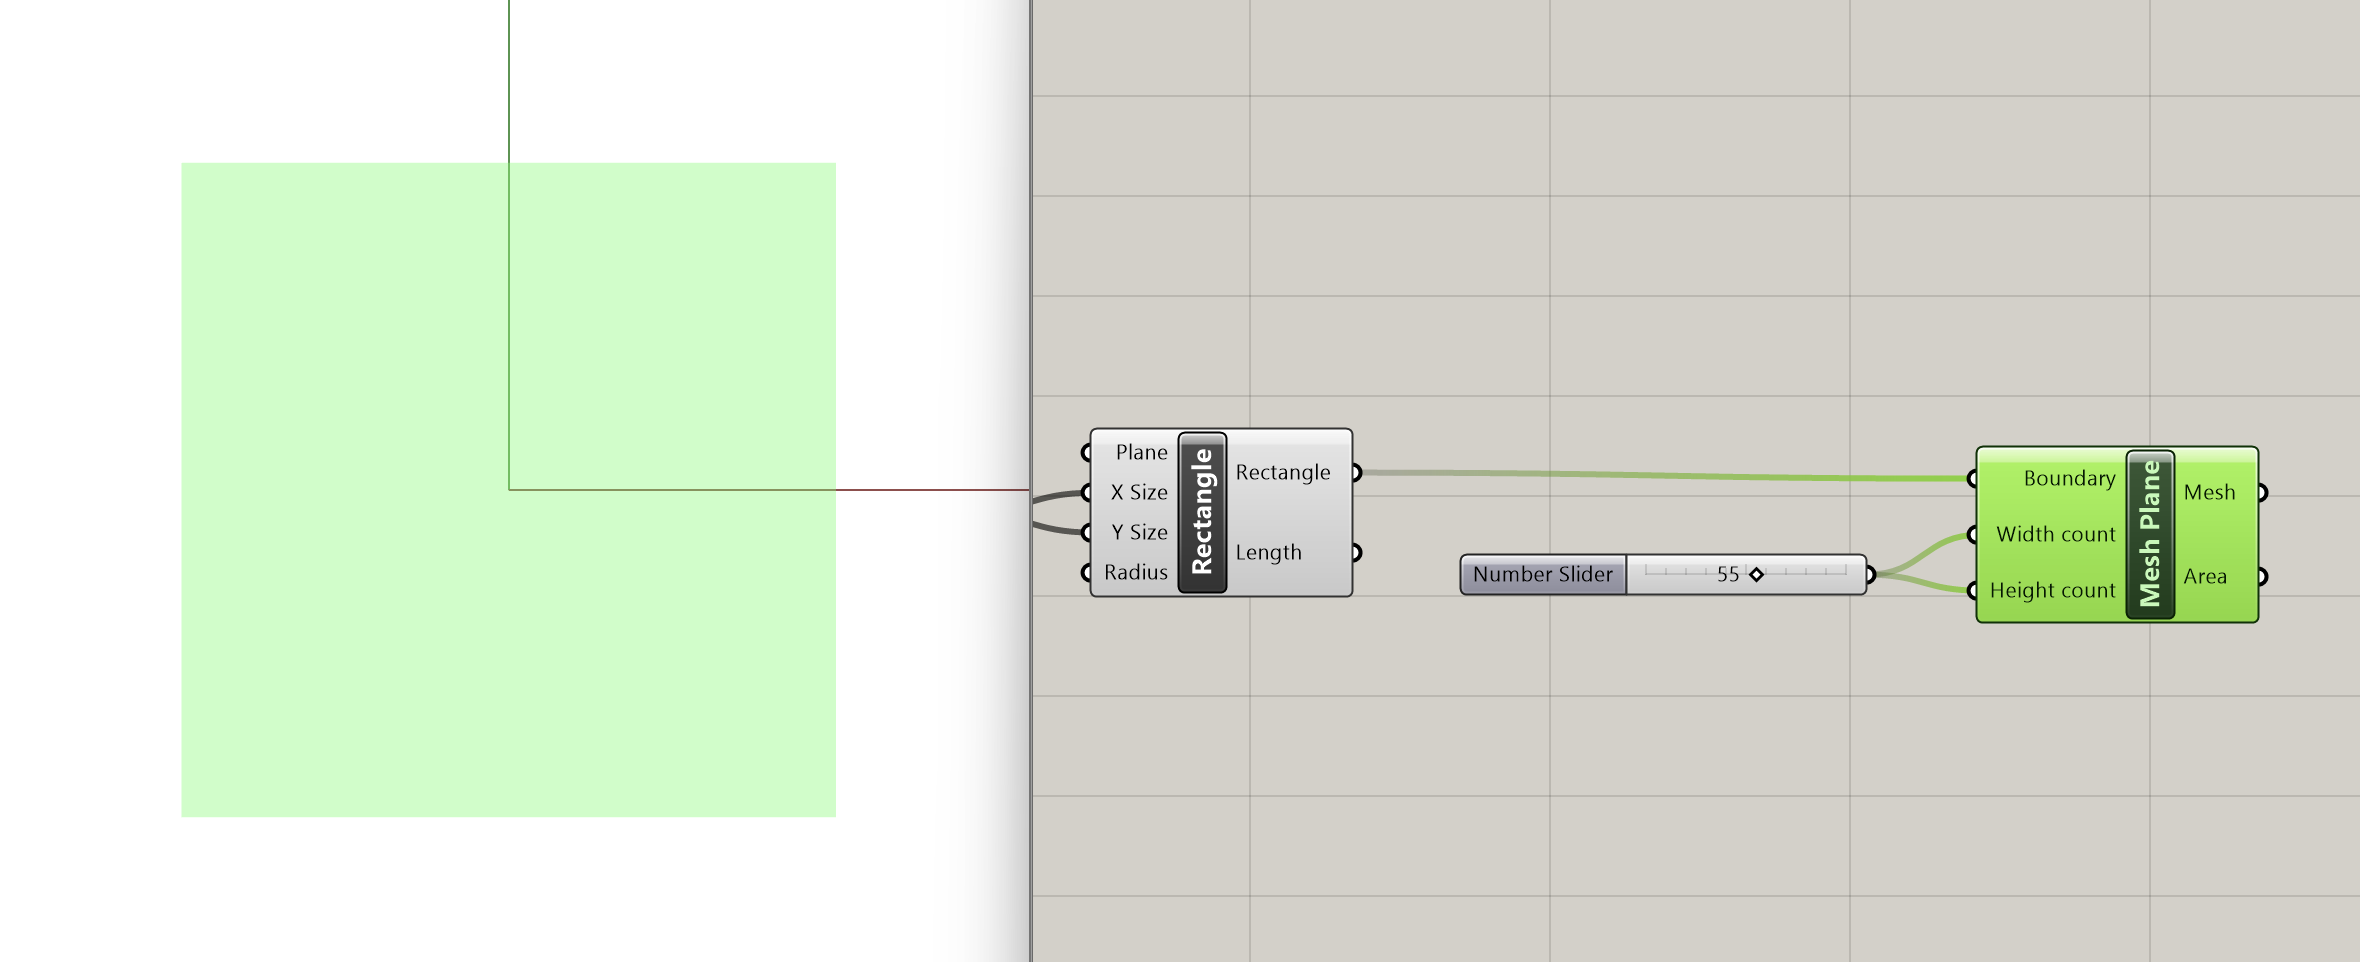 Plane
X Size
Y Size
Radius
Rectangle
Rectangle
Length
Number Slider
55
Boundary
Width count
Height count
Mesh Plane
Mesh
Area